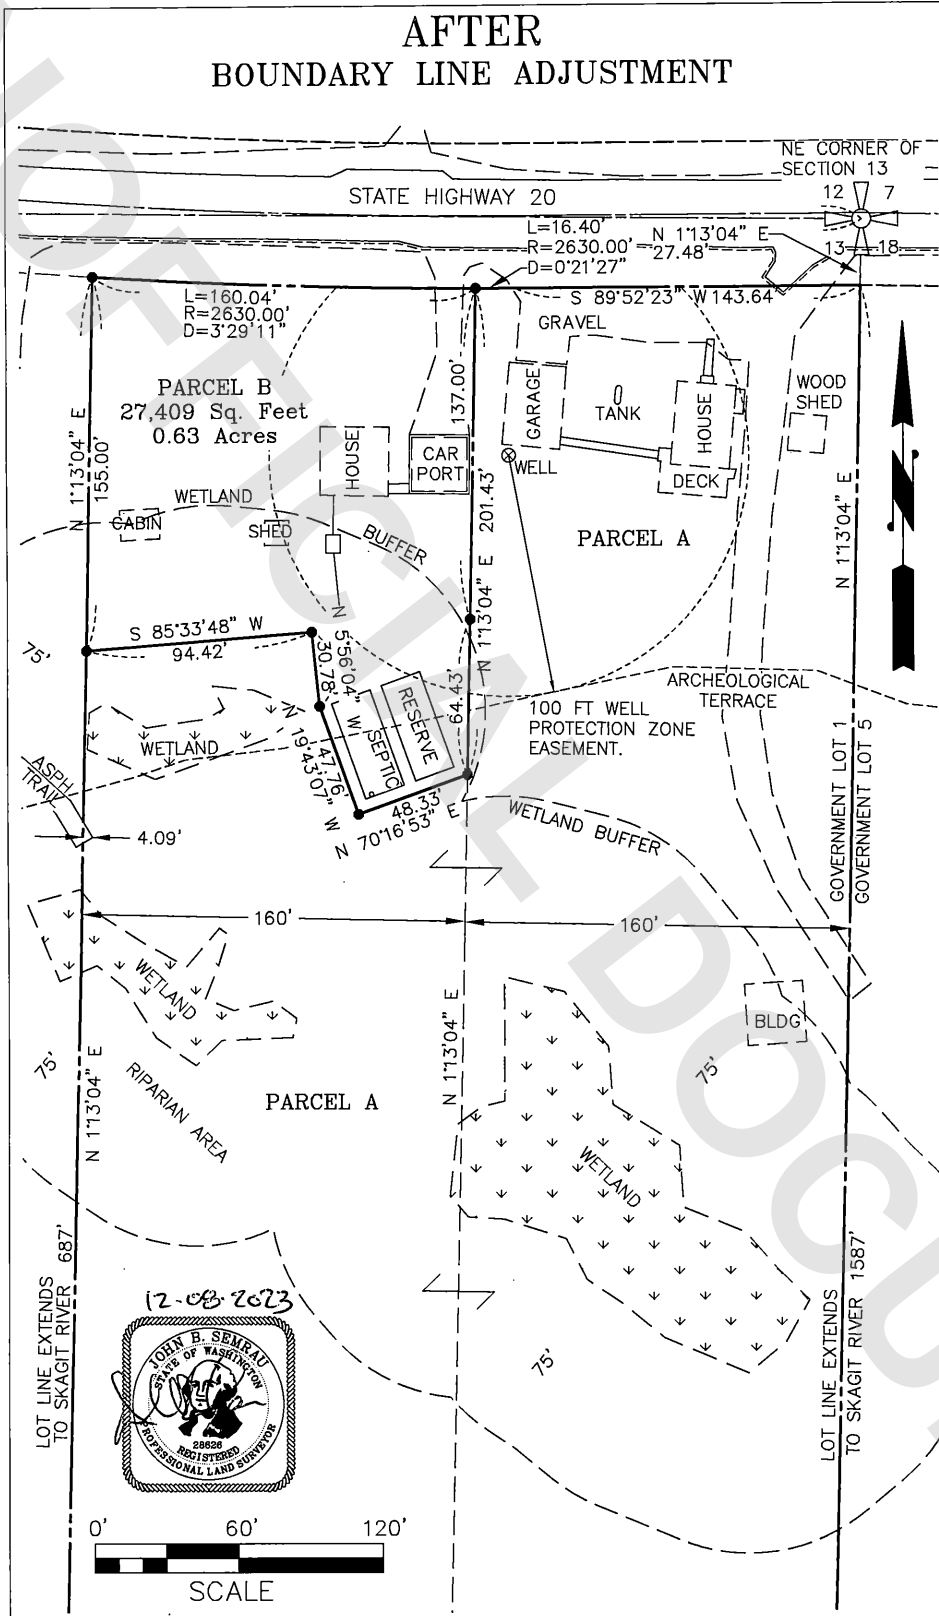 AFTER
BOUNDARY LINE ADJUSTMENT
NE CORNER OF
SECTION 13
12 7
13 18
STATE HIGHWAY 20
L=16.40'
R=2630.00'
D=0°21'27"
N 1°13'04" E
27.48'
S 89°52'23" W 143.64'
L=160.04'
R=2630.00'
D=3°29'11"
PARCEL B
27,409 Sq. Feet
0.63 Acres
N 1°13'04" E
155.00'
137.00'
GRAVEL
GARAGE
TANK
HOUSE
DECK
WOOD
SHED
WELL
HOUSE
CAR
PORT
WETLAND
BUFFER
CABIN
SHED
N 1°13'04" E 201.43'
PARCEL A
N 1°13'04" E
S 85°33'48" W
94.42'
75'
N 5°56'04" W
30.78'
64.43'
SEPTIC
RESERVE
ARCHEOLOGICAL
TERRACE
100 FT WELL
PROTECTION ZONE
EASEMENT.
WETLAND
N 19°43'07" W
47.76'
48.33'
N 70°16'53" E
ASPH.
TRAIL
4.09'
WETLAND BUFFER
GOVERNMENT LOT 1
GOVERNMENT LOT 5
160'
160'
WETLAND
N 1°13'04" E
BLDG
75'
75'
N 1°13'04" E
RIPARIAN AREA
PARCEL A
WETLAND
687'
LOT LINE EXTENDS
TO SKAGIT RIVER
1587'
LOT LINE EXTENDS
TO SKAGIT RIVER
75'
12-08-2023
JOHN B. SEMRAU
STATE OF WASHINGTON
28626
REGISTERED
PROFESSIONAL LAND SURVEYOR
0' 60' 120'
SCALE
N
UNOFFICIAL DOCUMENT